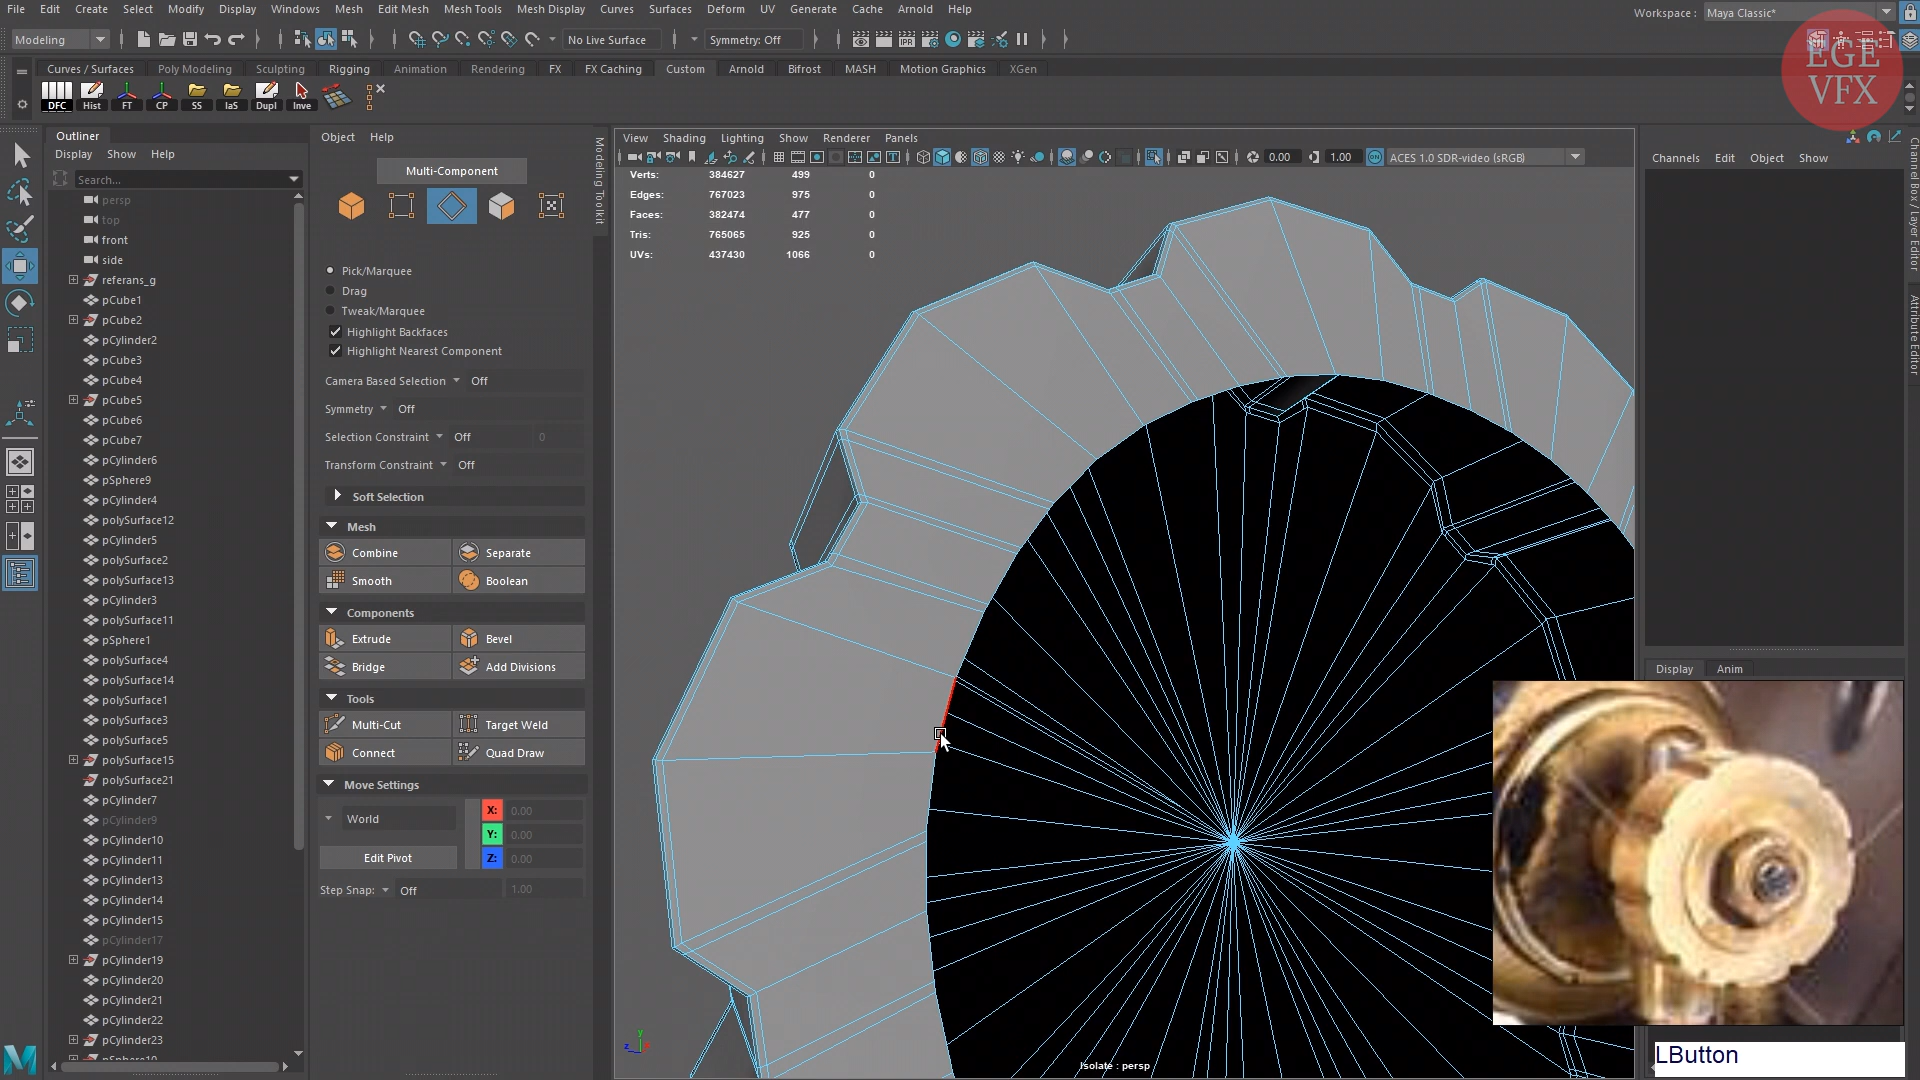 File Edit Create Select Modify Display Windows Mesh Edit Mesh Mesh Tools Mesh Display Curves Surfaces Deform UV Generate Cache Arnold Help
Workspace : Maya Classic*
Modeling No Live Surface Symmetry: Off
EGE
VFX
Curves / Surfaces Poly Modeling Sculpting Rigging Animation Rendering FX FX Caching Custom Arnold Bifrost MASH Motion Graphics XGen
DFC Hist FT CP SS IaS Dupl Inve
Outliner
Display Show Help
Search...
persp
top
front
side
referans_g
pCube1
pCube2
pCylinder2
pCube3
pCube4
pCube5
pCube6
pCube7
pCylinder6
pSphere9
pCylinder4
polySurface12
pCylinder5
polySurface2
polySurface13
pCylinder3
polySurface11
pSphere1
polySurface4
polySurface14
polySurface1
polySurface3
polySurface5
polySurface15
polySurface21
pCylinder7
pCylinder9
pCylinder10
pCylinder11
pCylinder13
pCylinder14
pCylinder15
pCylinder17
pCylinder19
pCylinder20
pCylinder21
pCylinder22
pCylinder23
pSphere10
Object Help
Modeling Toolkit
Multi-Component
Pick/Marquee
Drag
Tweak/Marquee
Highlight Backfaces
Highlight Nearest Component
Camera Based Selection Off
Symmetry Off
Selection Constraint Off 0
Transform Constraint Off
Soft Selection
Mesh
Combine Separate
Smooth Boolean
Components
Extrude Bevel
Bridge Add Divisions
Tools
Multi-Cut Target Weld
Connect Quad Draw
Move Settings
World
X: 0.00
Y: 0.00
Edit Pivot
Z: 0.00
Step Snap: Off 1.00
View Shading Lighting Show Renderer Panels
0.00 1.00 ON ACES 1.0 SDR-video (sRGB)
Verts: 384627 499 0
Edges: 767023 975 0
Faces: 382474 477 0
Tris: 765065 925 0
UVs: 437430 1066 0
y
z x
Isolate : persp
Channels Edit Object Show
Channel Box / Layer Editor
Attribute Editor
Display Anim
LButton